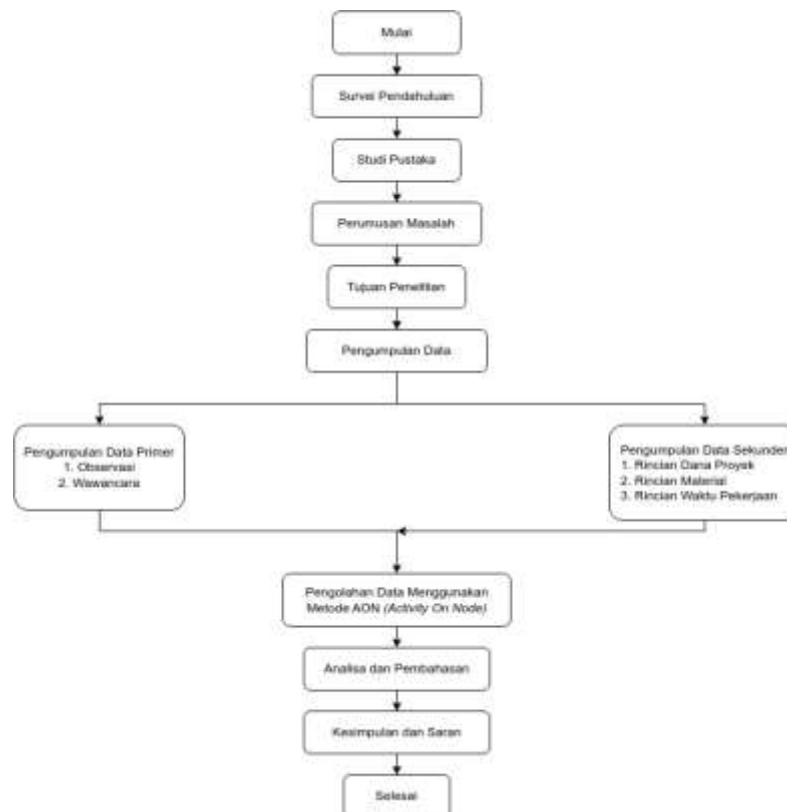 Mulai
Survei Pendahuluan
Studi Pustaka
Perumusan Masalah
Tujuan Penelitian
Pengumpulan Data
Pengumpulan Data Primer
1. Observasi
2. Wawancara
Pengumpulan Data Sekunder
1. Rincian Dana Proyek
2. Rincian Material
3. Rincian Waktu Pekerjaan
Pengolahan Data Menggunakan
Metode AON (Activity On Node)
Analisa dan Pembahasan
Kesimpulan dan Saran
Selesai